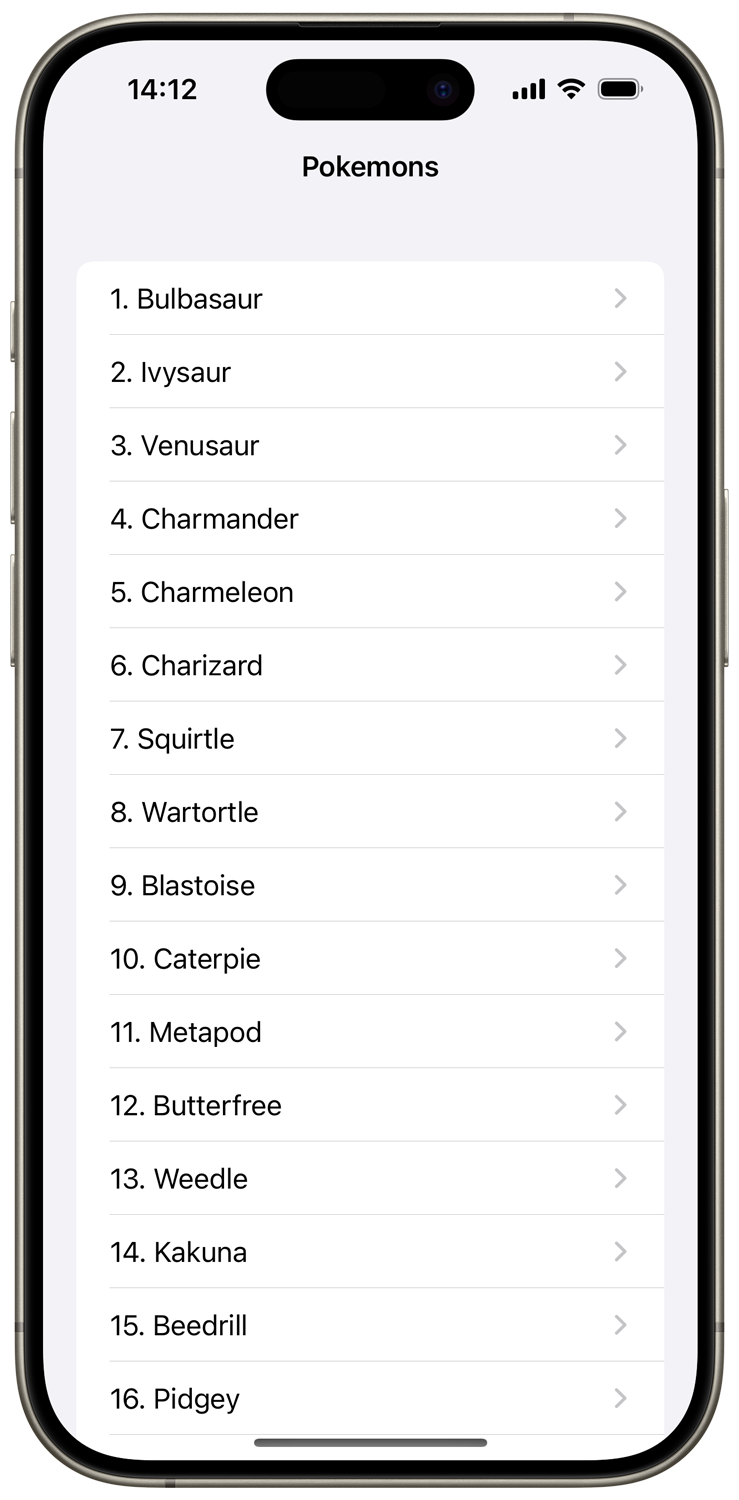 14:12
Pokemons
1. Bulbasaur
2. Ivysaur
3. Venusaur
4. Charmander
5. Charmeleon
6. Charizard
7. Squirtle
8. Wartortle
9. Blastoise
10. Caterpie
11. Metapod
12. Butterfree
13. Weedle
14. Kakuna
15. Beedrill
16. Pidgey